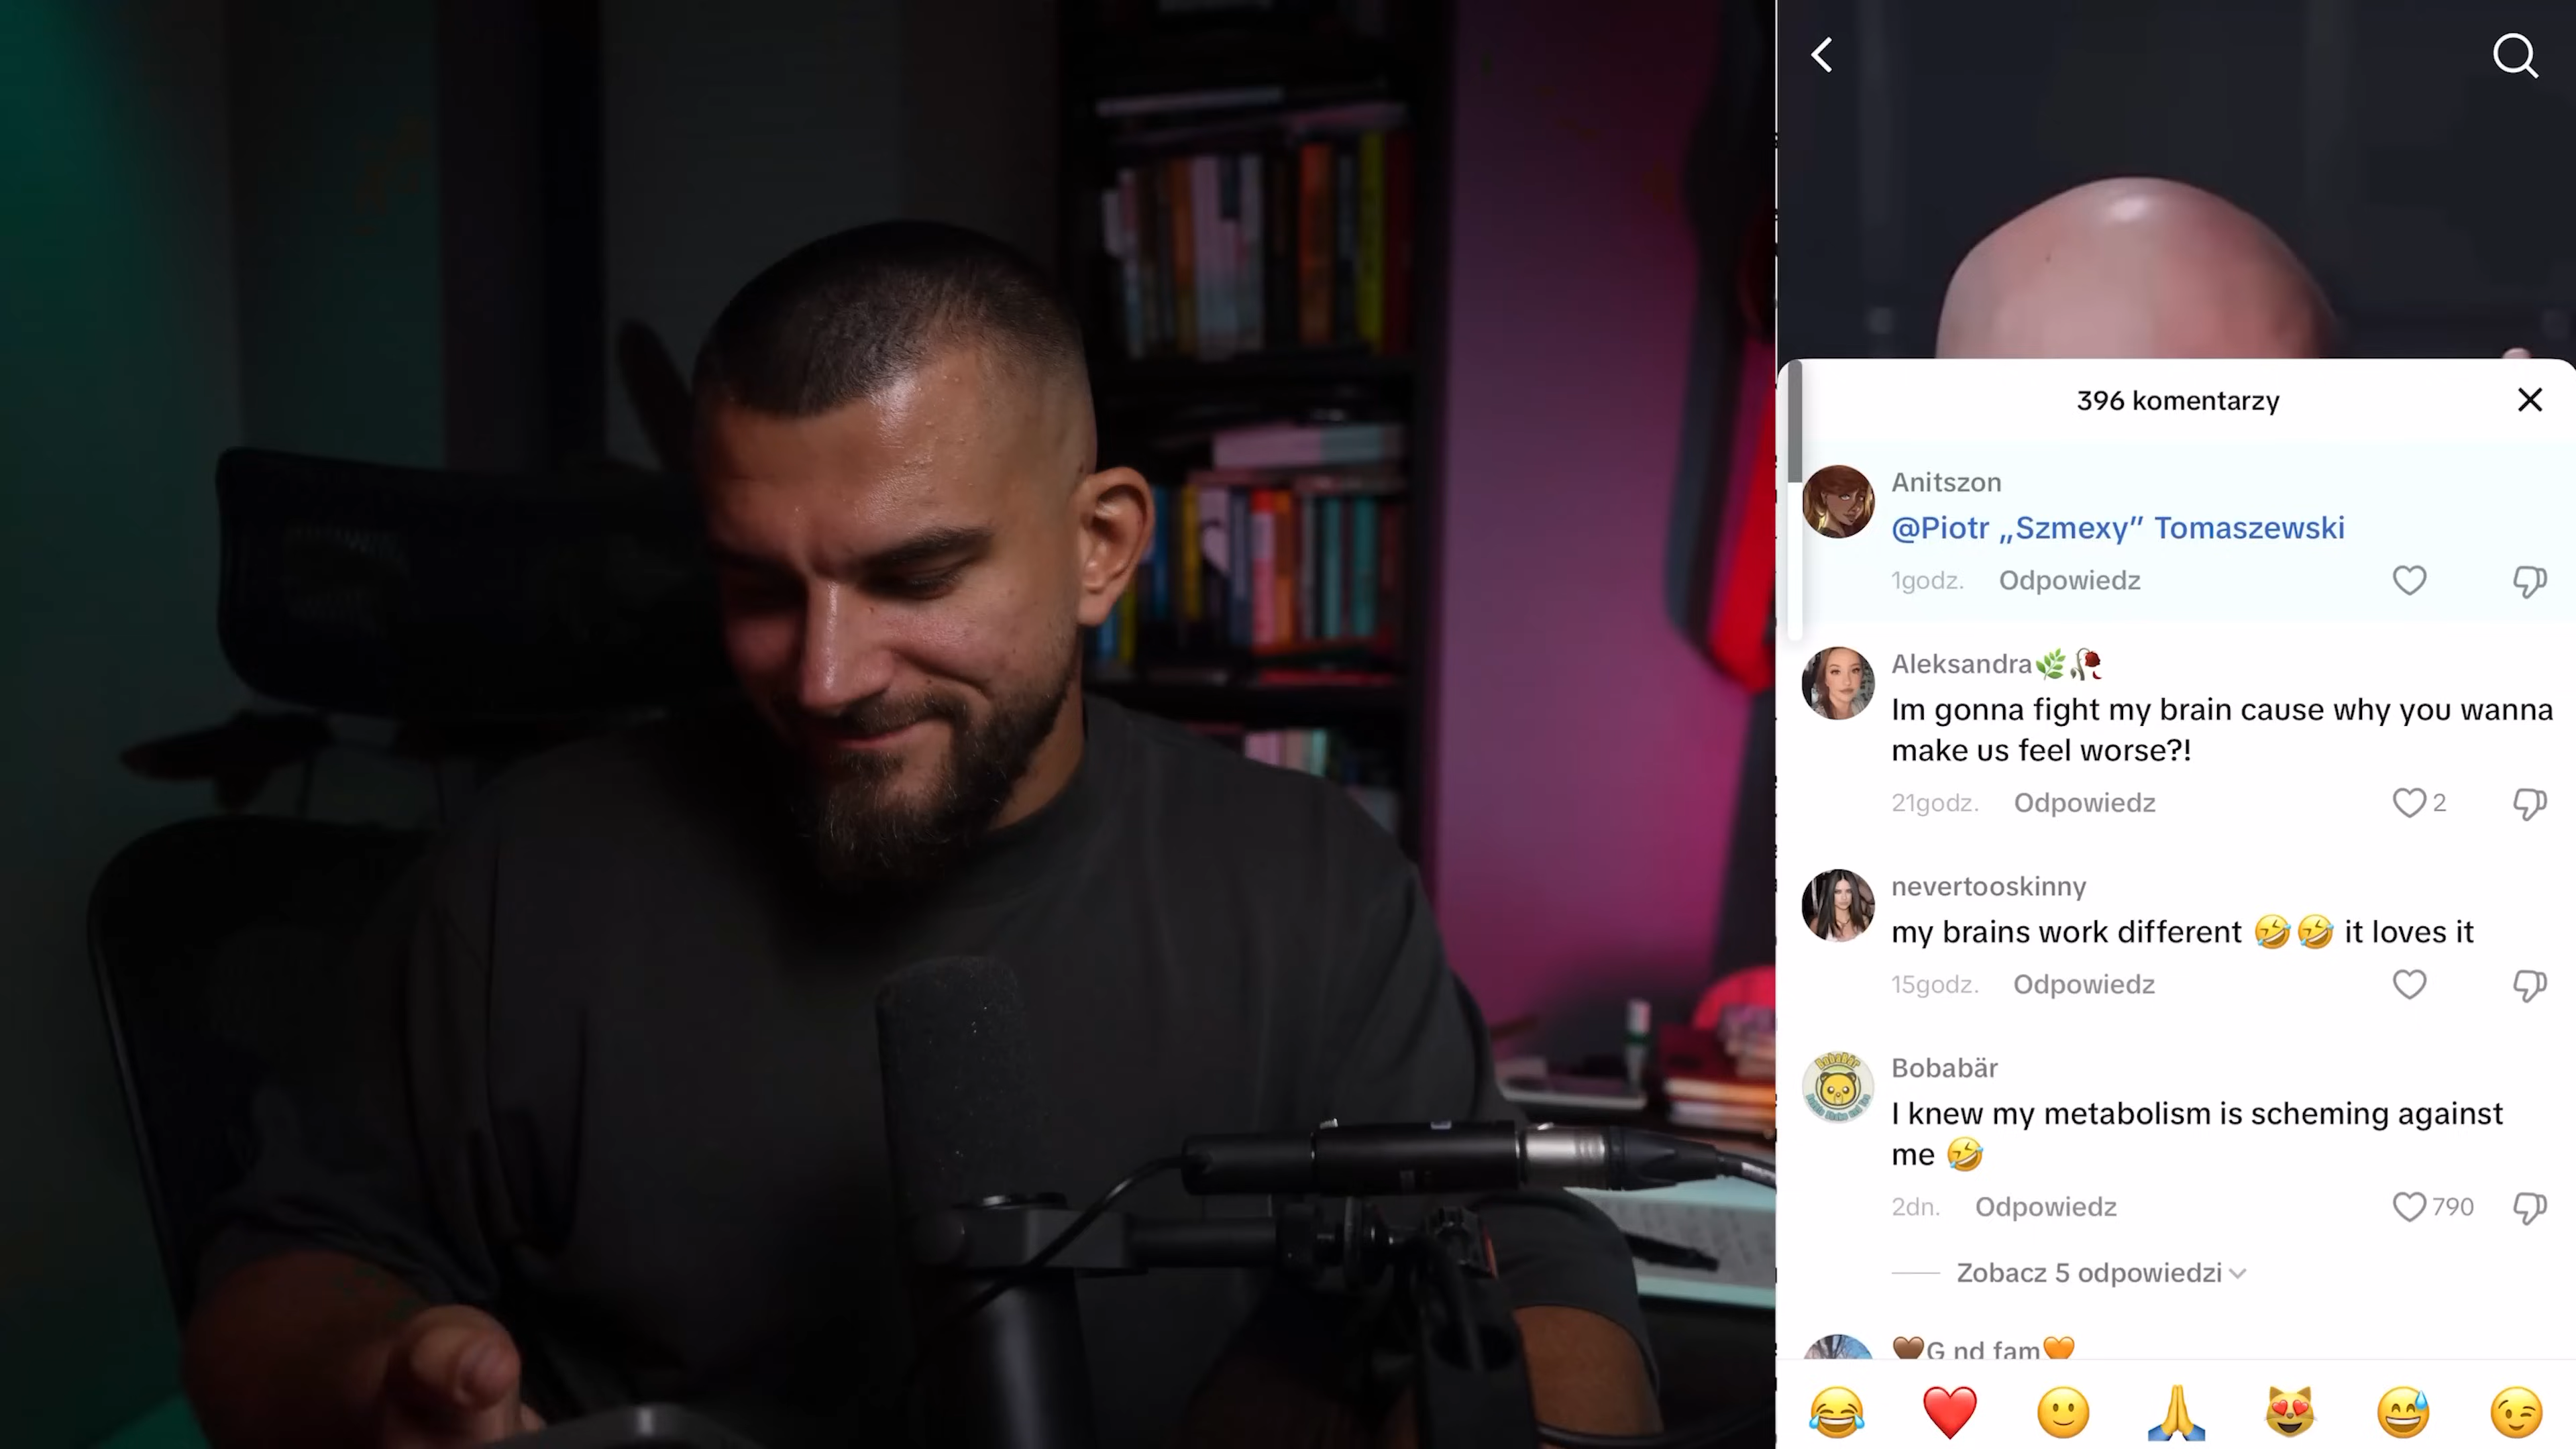 396 komentarzy
Anitszon
@Piotr „Szmexy” Tomaszewski
1godz. Odpowiedz
Aleksandra🌿🥀
Im gonna fight my brain cause why you wanna
make us feel worse?!
21godz. Odpowiedz 2
nevertooskinny
my brains work different 🤣🤣 it loves it
15godz. Odpowiedz
Bobabär
I knew my metabolism is scheming against
me 🤣
2dn. Odpowiedz 790
Zobacz 5 odpowiedzi
🤎G nd fam🧡